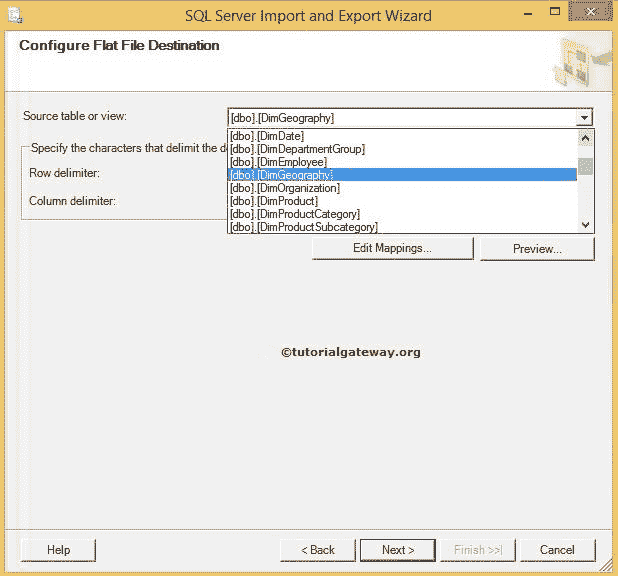 SQL Server Import and Export Wizard
Configure Flat File Destination
Source table or view:
[dbo].[DimGeography]
[dbo].[DimDate]
[dbo].[DimDepartmentGroup]
Specify the characters that delimit the d
[dbo].[DimEmployee]
Row delimiter:
[dbo].[DimGeography]
[dbo].[DimOrganization]
Column delimiter:
[dbo].[DimProduct]
[dbo].[DimProductCategory]
[dbo].[DimProductSubcategory]
Edit Mappings...
Preview...
©tutorialgateway.org
Help
< Back
Next >
Finish >>|
Cancel